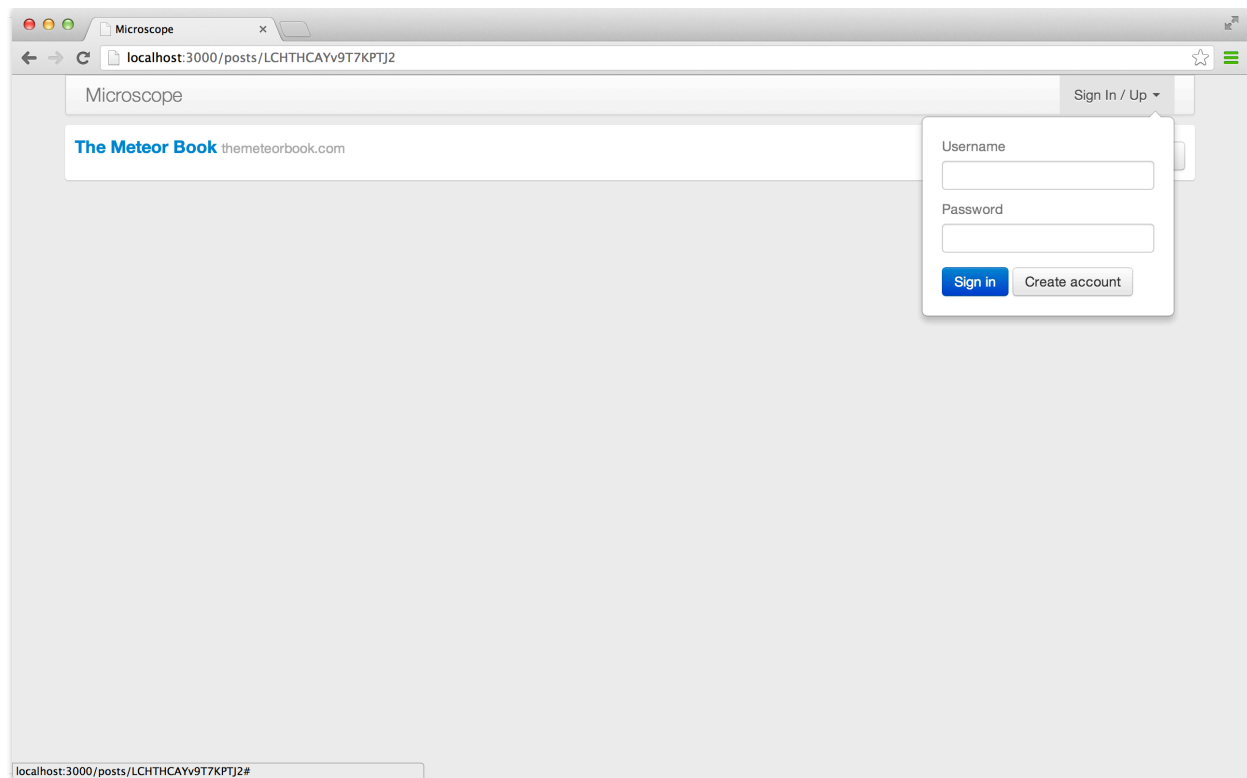 Microscope
localhost:3000/posts/LCHTHCAYv9T7KPTJ2
Microscope
Sign In / Up
The Meteor Book themeteorbook.com
Username
Password
Sign in
Create account
localhost:3000/posts/LCHTHCAYv9T7KPTJ2#